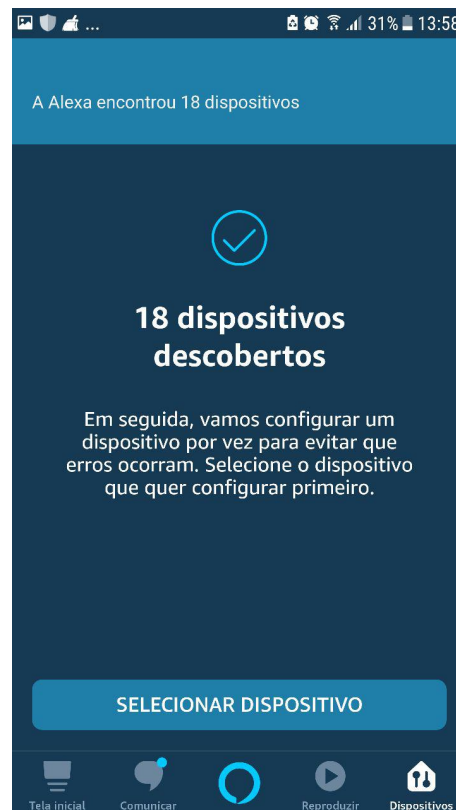 ... 31% 13:58
A Alexa encontrou 18 dispositivos
18 dispositivos
descobertos
Em seguida, vamos configurar um
dispositivo por vez para evitar que
erros ocorram. Selecione o dispositivo
que quer configurar primeiro.
SELECIONAR DISPOSITIVO
Tela inicial Comunicar Reproduzir Dispositivos